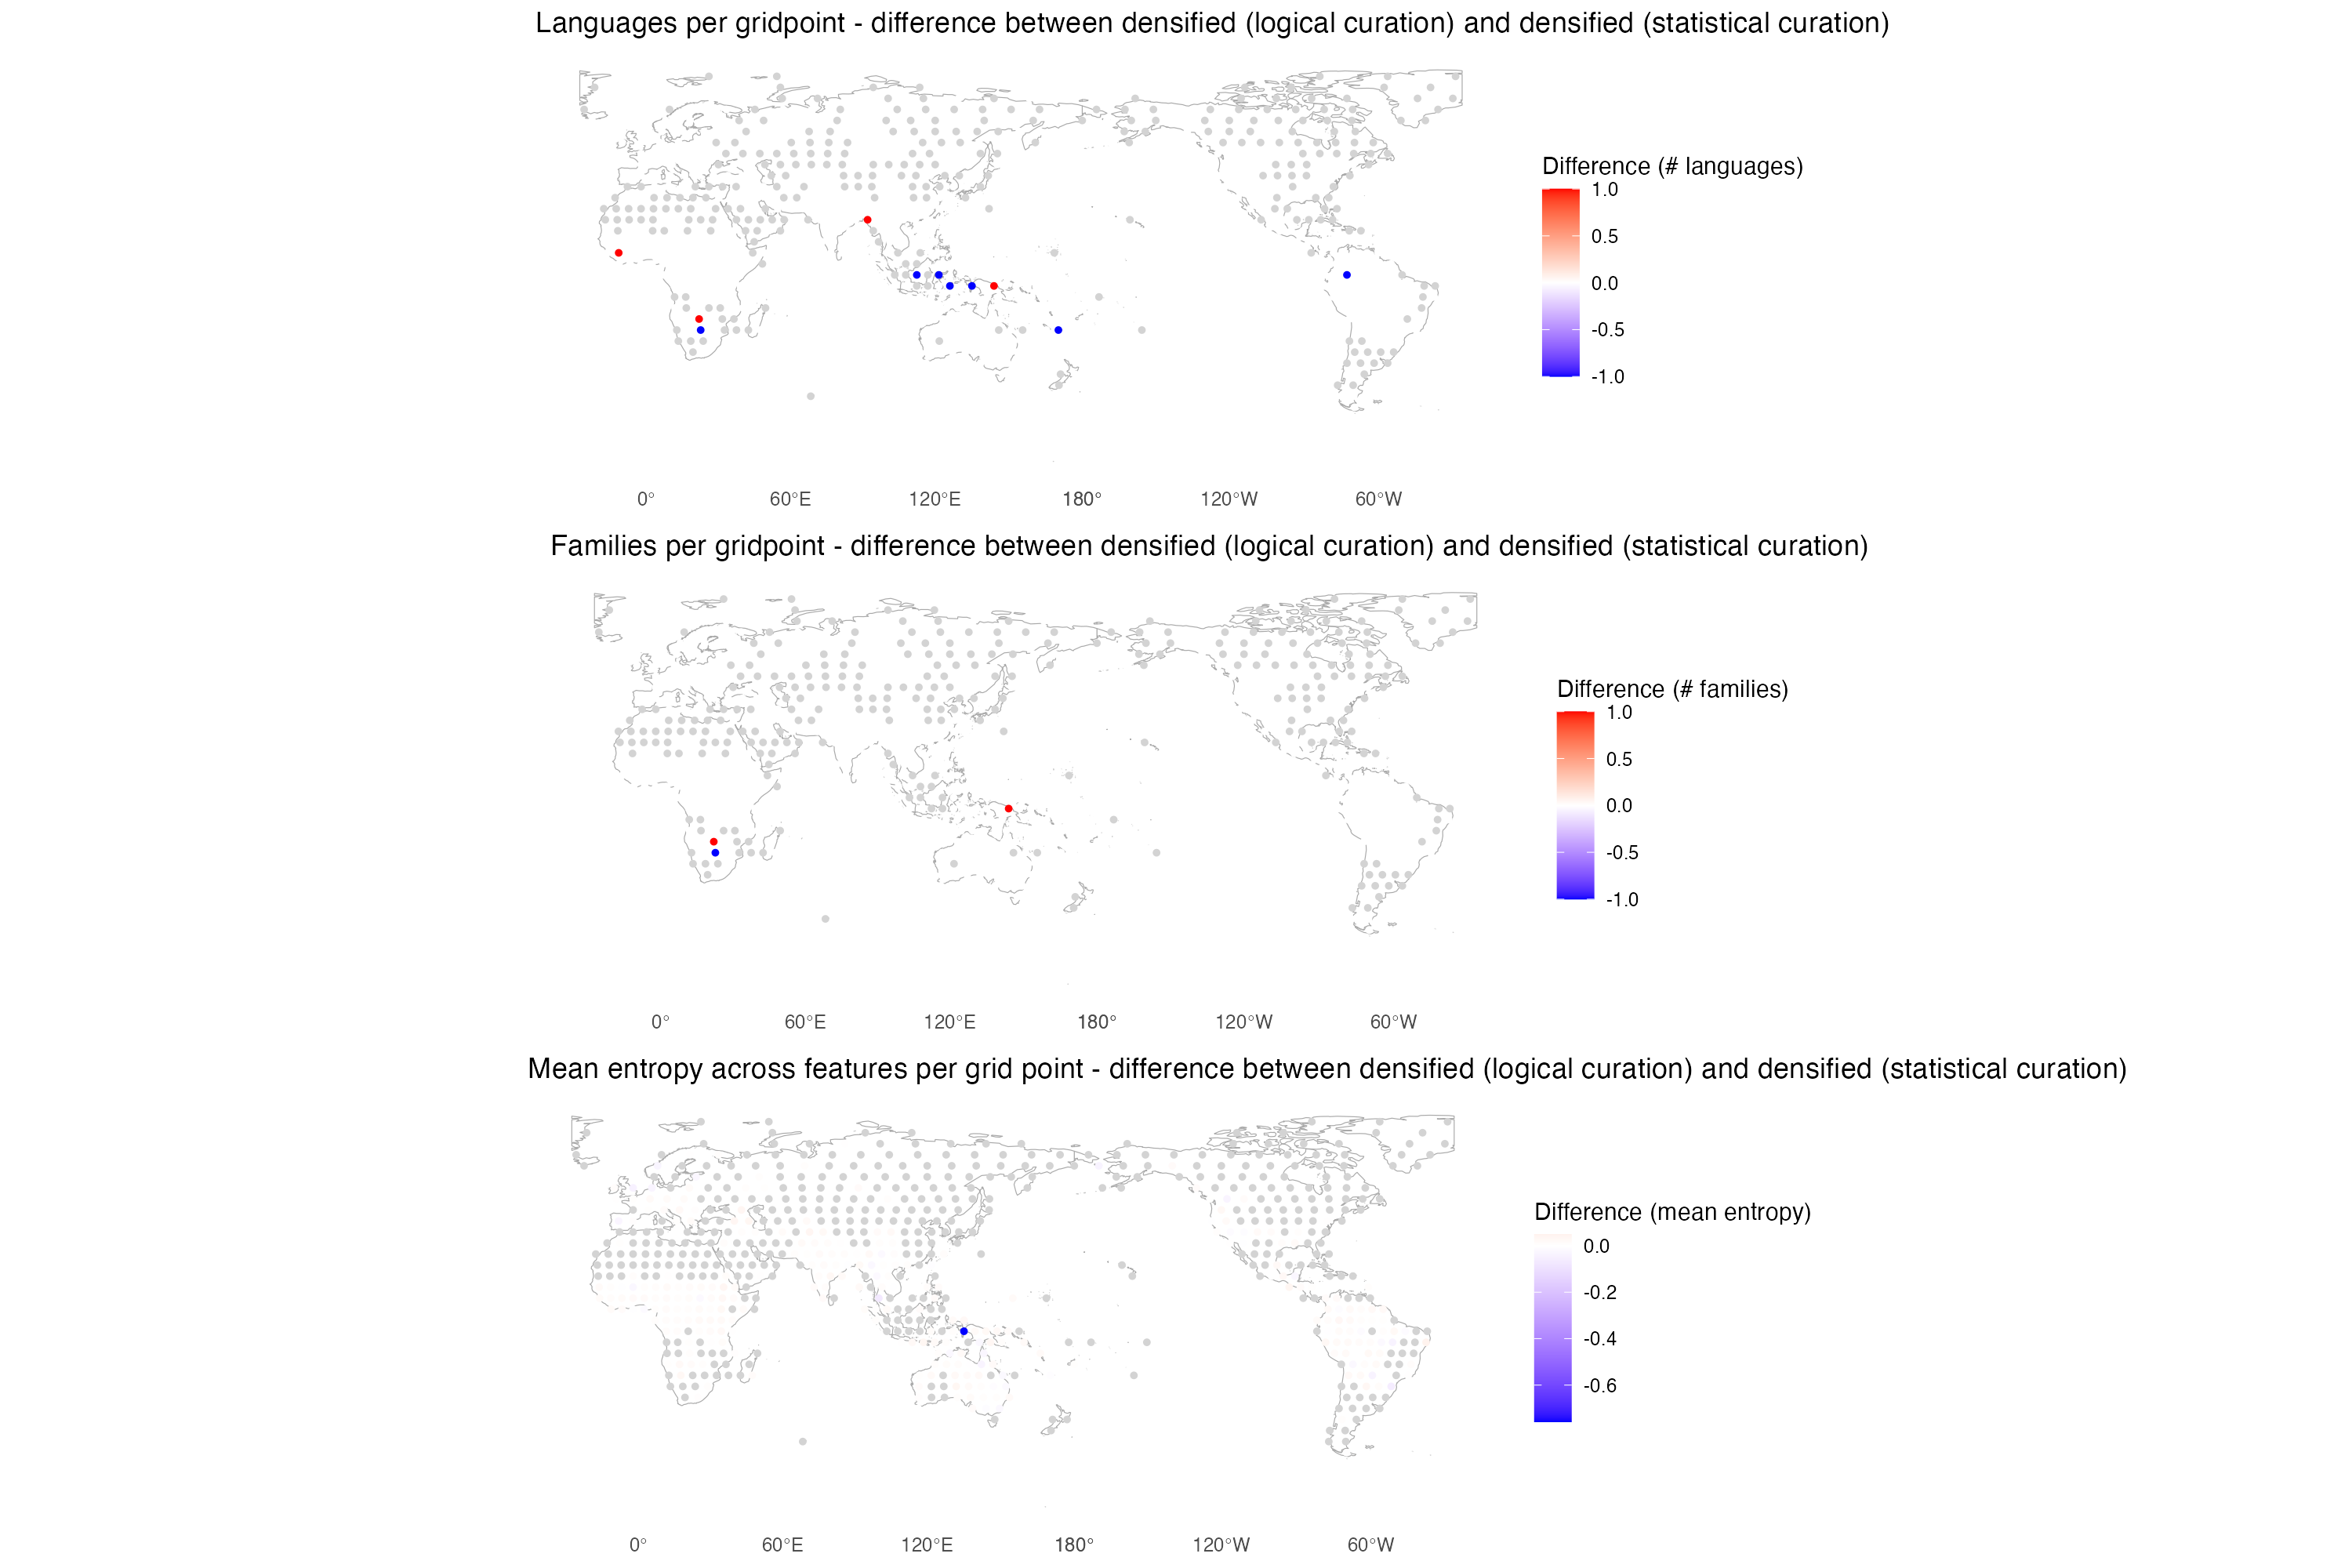 Languages per gridpoint - difference between densified (logical curation) and densified (statistical curation)
Difference (# languages)
1.0
0.5
0.0
-0.5
-1.0
0° 60°E 120°E 180° 120°W 60°W
Families per gridpoint - difference between densified (logical curation) and densified (statistical curation)
Difference (# families)
1.0
0.5
0.0
-0.5
-1.0
0° 60°E 120°E 180° 120°W 60°W
Mean entropy across features per grid point - difference between densified (logical curation) and densified (statistical curation)
Difference (mean entropy)
0.0
-0.2
-0.4
-0.6
0° 60°E 120°E 180° 120°W 60°W